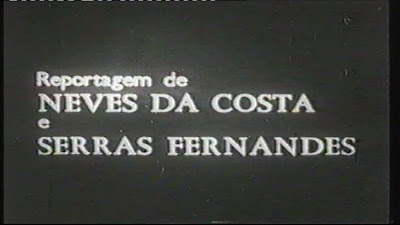 Reportagem de
NEVES DA COSTA
e
SERRAS FERNANDES